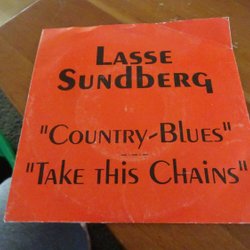 Lasse
Sundberg
"Country-Blues"
"Take this Chains"